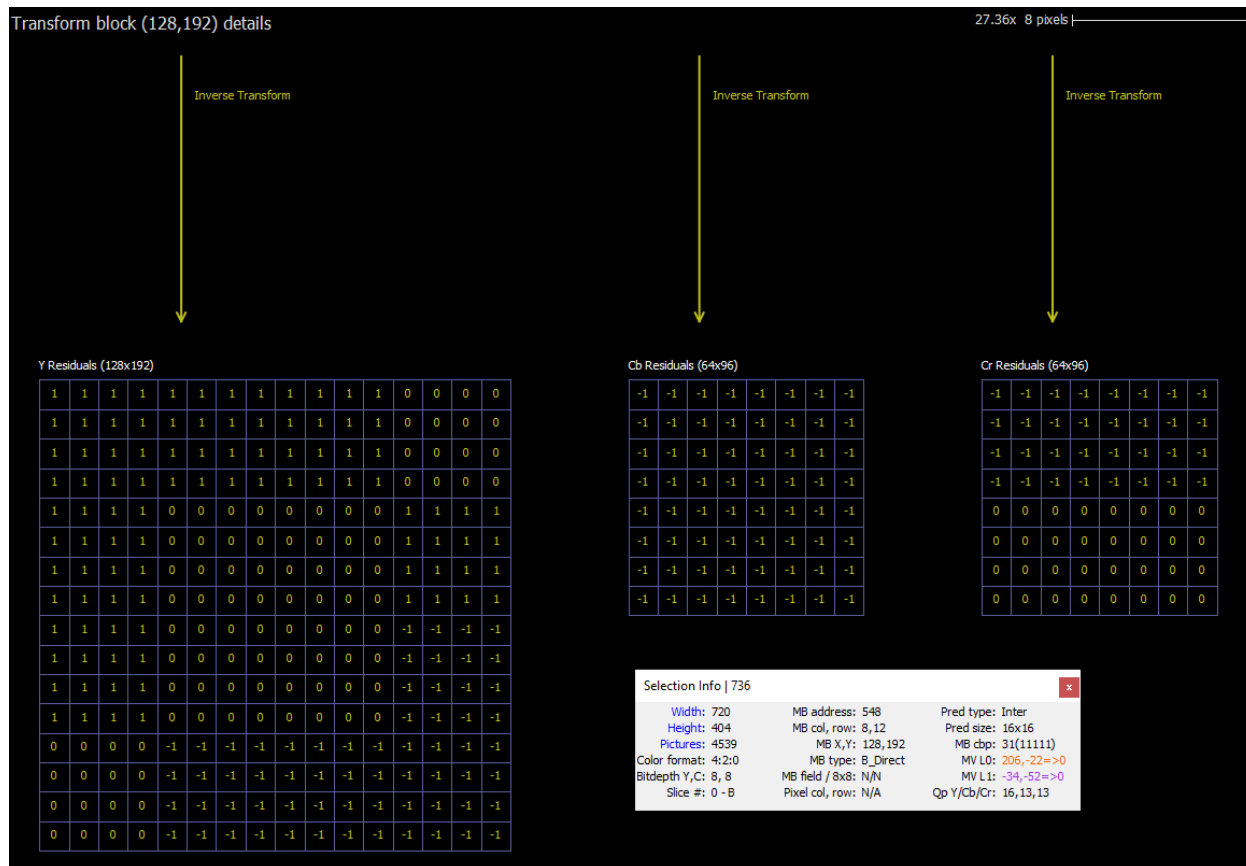 Transform block (128,192) details
27.36x 8 pixels
Inverse Transform
Inverse Transform
Inverse Transform
Y Residuals (128x192)
1 1 1 1 1 1 1 1 1 1 1 1 0 0 0 0
1 1 1 1 1 1 1 1 1 1 1 1 0 0 0 0
1 1 1 1 1 1 1 1 1 1 1 1 0 0 0 0
1 1 1 1 1 1 1 1 1 1 1 1 0 0 0 0
1 1 1 1 0 0 0 0 0 0 0 0 1 1 1 1
1 1 1 1 0 0 0 0 0 0 0 0 1 1 1 1
1 1 1 1 0 0 0 0 0 0 0 0 1 1 1 1
1 1 1 1 0 0 0 0 0 0 0 0 1 1 1 1
1 1 1 1 0 0 0 0 0 0 0 0 -1 -1 -1 -1
1 1 1 1 0 0 0 0 0 0 0 0 -1 -1 -1 -1
1 1 1 1 0 0 0 0 0 0 0 0 -1 -1 -1 -1
1 1 1 1 0 0 0 0 0 0 0 0 -1 -1 -1 -1
0 0 0 0 -1 -1 -1 -1 -1 -1 -1 -1 -1 -1 -1 -1
0 0 0 0 -1 -1 -1 -1 -1 -1 -1 -1 -1 -1 -1 -1
0 0 0 0 -1 -1 -1 -1 -1 -1 -1 -1 -1 -1 -1 -1
0 0 0 0 -1 -1 -1 -1 -1 -1 -1 -1 -1 -1 -1 -1
Cb Residuals (64x96)
-1 -1 -1 -1 -1 -1 -1 -1
-1 -1 -1 -1 -1 -1 -1 -1
-1 -1 -1 -1 -1 -1 -1 -1
-1 -1 -1 -1 -1 -1 -1 -1
-1 -1 -1 -1 -1 -1 -1 -1
-1 -1 -1 -1 -1 -1 -1 -1
-1 -1 -1 -1 -1 -1 -1 -1
-1 -1 -1 -1 -1 -1 -1 -1
Cr Residuals (64x96)
-1 -1 -1 -1 -1 -1 -1 -1
-1 -1 -1 -1 -1 -1 -1 -1
-1 -1 -1 -1 -1 -1 -1 -1
-1 -1 -1 -1 -1 -1 -1 -1
0 0 0 0 0 0 0 0
0 0 0 0 0 0 0 0
0 0 0 0 0 0 0 0
0 0 0 0 0 0 0 0
Selection Info | 736 x
Width: 720 MB address: 548 Pred type: Inter
Height: 404 MB col, row: 8,12 Pred size: 16x16
Pictures: 4539 MB X,Y: 128,192 MB cbp: 31(11111)
Color format: 4:2:0 MB type: B_Direct MV L0: 206,-22=>0
Bitdepth Y,C: 8, 8 MB field / 8x8: N/N MV L1: -34,-52=>0
Slice #: 0 - B Pixel col, row: N/A Qp Y/Cb/Cr: 16,13,13